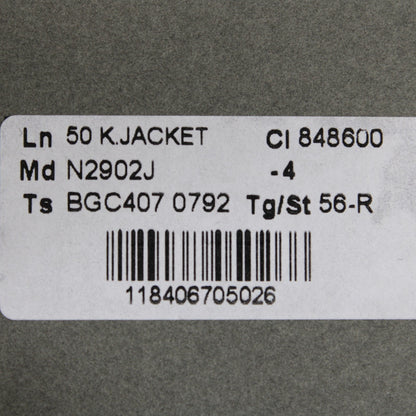 Ln 50 K.JACKET Cl 848600
Md N2902J -4
Ts BGC407 0792 Tg/St 56-R
118406705026